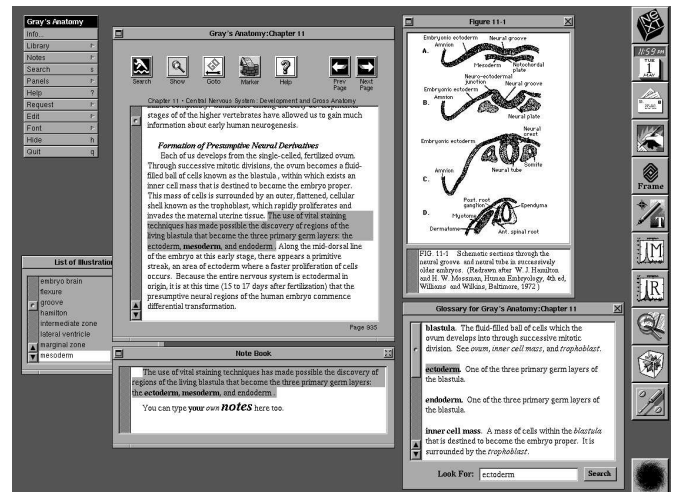 Gray's Anatomy
Info...
Library r
Notes r
Search s
Panels r
Help ?
Request r
Edit r
Font r
Hide h
Quit q
Gray's Anatomy:Chapter 11
Search Show Goto Marker Help Prev Page Next Page
Chapter 11 • Central Nervous System: Development and Gross Anatomy
stages of of the higher vertebrates have allowed us to gain much
information about early human neurogenesis.
Formation of Presumptive Neural Derivatives
Each of us develops from the single-celled, fertilized ovum.
Through successive mitotic divisions, the ovum becomes a fluid-
filled ball of cells known as the blastula, within which exists an
inner cell mass that is destined to become the embryo proper.
This mass of cells is surrounded by an outer, flattened, cellular
shell known as the trophoblast, which rapidly proliferates and
invades the maternal uterine tissue. The use of vital staining
techniques has made possible the discovery of regions of the
living blastula that become the three primary germ layers: the
ectoderm, mesoderm, and endoderm. Along the mid-dorsal line
of the embryo at this early stage, there appears a primitive
streak, an area of ectoderm where a faster proliferation of cells
occurs. Because the entire nervous system is ectodermal in
origin, it is at this time (15 to 17 days after fertilization) that the
presumptive neural regions of the human embryo commence
differential transformation.
Page 935
List of Illustration
embryo brain
flexure
groove
hamilton
intermediate zone
lateral ventricle
marginal zone
mesoderm
Note Book
The use of vital staining techniques has made possible the discovery of
regions of the living blastula that become the three primary germ layers:
the ectoderm, mesoderm, and endoderm.
You can type your own notes here too.
Figure 11-1
Embryonic ectoderm Neural groove
Amnion
A.
Mesoderm Notochordal plate
Neuro-ectodermal junction
Embryonic ectoderm Neural groove
Amnion
B.
Neural plate
Neural crest
Embryonic ectoderm
Somite
Amnion Neural tube
C.
Post. root ganglion Ependyma
D.
Myotome
Dermatome Ant. spinal root
FIG. 11-1 Schematic sections through the
neural groove and neural tube in successively
older embryos. (Redrawn after W. J. Hamilton
and H. W. Mossman, Human Embryology, 4th ed,
Williams and Wilkins, Baltimore, 1972)
Glossary for Gray's Anatomy:Chapter 11
blastula. The fluid-filled ball of cells which the
ovum develops into through successive mitotic
division. See ovum, inner cell mass, and trophoblast.
ectoderm. One of the three primary germ layers of
the blastula.
endoderm. One of the three primary germ layers of
the blastula.
inner cell mass. A mass of cells within the blastula
that is destined to become the embryo proper. It is
surrounded by the trophoblast.
Look For: ectoderm Search
11:59 PM
TUE
1
MAY
Frame
T
M
R